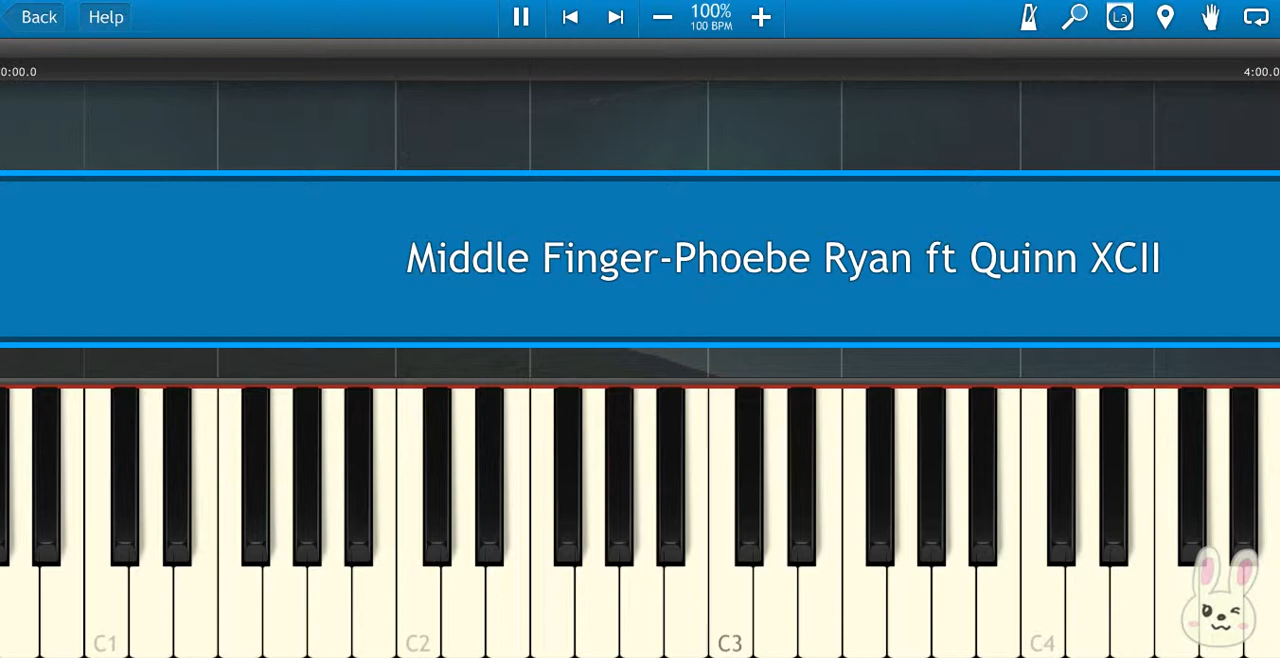 Back Help 100% La
100 BPM
0:00.0 4:00.0
Middle Finger-Phoebe Ryan ft Quinn XCII
C1 C2 C3 C4